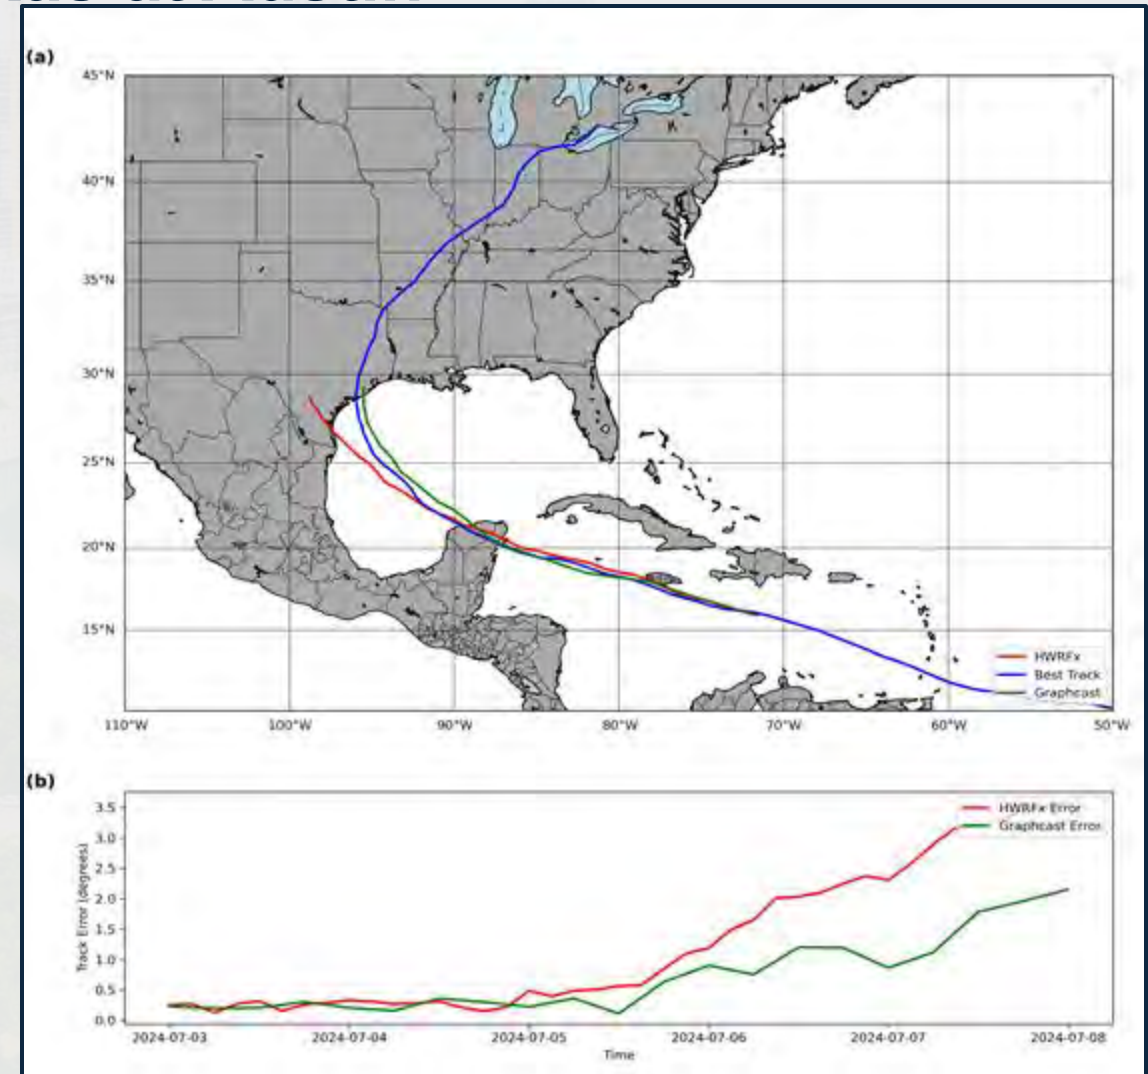 (a)
45°N
40°N
35°N
30°N
25°N
20°N
15°N
HWRFx
Best Track
Graphcast
110°W 100°W 90°W 80°W 70°W 60°W 50°W
(b)
HWRFx Error
Graphcast Error
Track Error (degrees)
3.5
3.0
2.5
2.0
1.5
1.0
0.5
0.0
2024-07-03 2024-07-04 2024-07-05 2024-07-06 2024-07-07 2024-07-08
Time